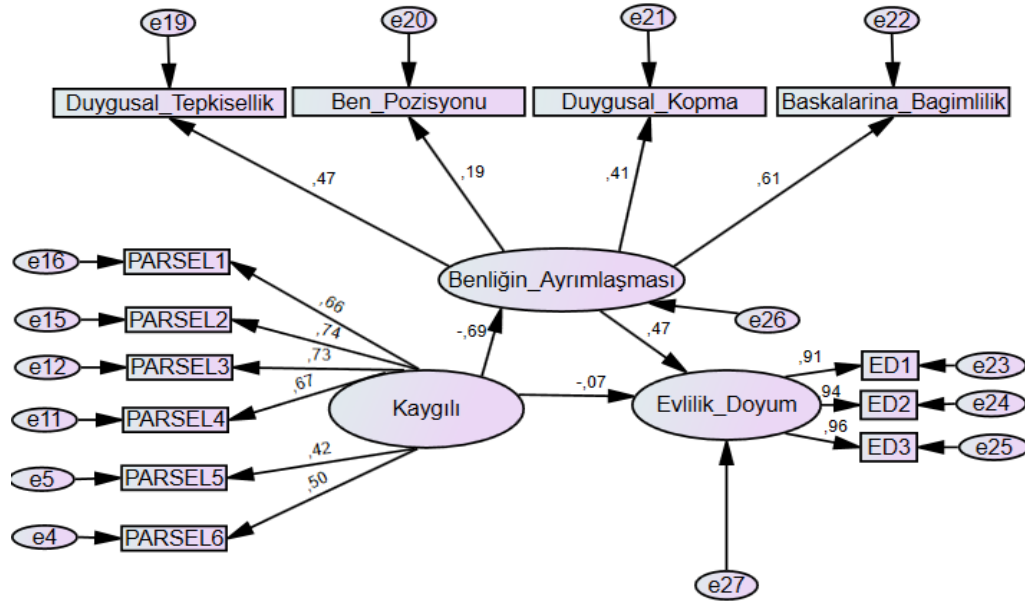 e19
e20
e21
e22
Duygusal_Tepkisellik
Ben_Pozisyonu
Duygusal_Kopma
Baskalarina_Bagimlilik
,47
,19
,41
,61
e16
PARSEL1
Benliğin_Ayrımlaşması
e15
PARSEL2
,66
,74
-,69
,47
e26
e12
PARSEL3
,73
,91
ED1
e23
e11
PARSEL4
,67
Kaygılı
-,07
Evlilik_Doyum
,94
ED2
e24
,96
ED3
e25
e5
PARSEL5
,42
e4
PARSEL6
,50
e27